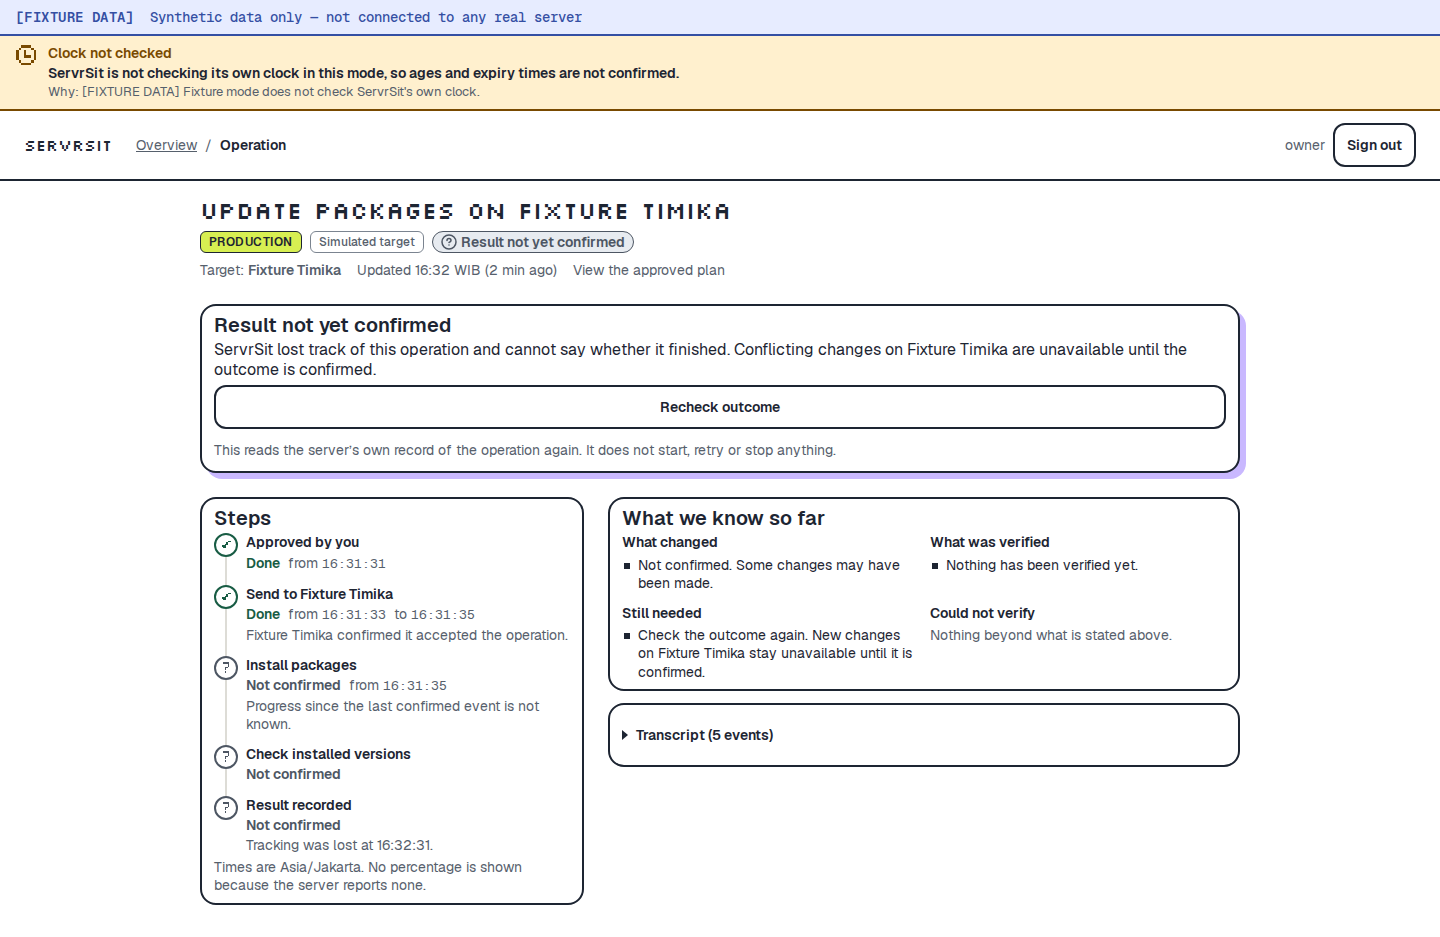 [FIXTURE DATA] Synthetic data only — not connected to any real server
Clock not checked
ServrSit is not checking its own clock in this mode, so ages and expiry times are not confirmed.
Why: [FIXTURE DATA] Fixture mode does not check ServrSit's own clock.
SERVRSIT
Overview / Operation
owner
Sign out
UPDATE PACKAGES ON FIXTURE TIMIKA
PRODUCTION
Simulated target
Result not yet confirmed
Target: Fixture Timika Updated 16:32 WIB (2 min ago) View the approved plan
Result not yet confirmed
ServrSit lost track of this operation and cannot say whether it finished. Conflicting changes on Fixture Timika are unavailable until the
outcome is confirmed.
Recheck outcome
This reads the server's own record of the operation again. It does not start, retry or stop anything.
Steps
Approved by you
Done from 16:31:31
Send to Fixture Timika
Done from 16:31:33 to 16:31:35
Fixture Timika confirmed it accepted the operation.
Install packages
Not confirmed from 16:31:35
Progress since the last confirmed event is not
known.
Check installed versions
Not confirmed
Result recorded
Not confirmed
Tracking was lost at 16:32:31.
Times are Asia/Jakarta. No percentage is shown
because the server reports none.
What we know so far
What changed
Not confirmed. Some changes may have
been made.
What was verified
Nothing has been verified yet.
Still needed
Check the outcome again. New changes
on Fixture Timika stay unavailable until it is
confirmed.
Could not verify
Nothing beyond what is stated above.
Transcript (5 events)